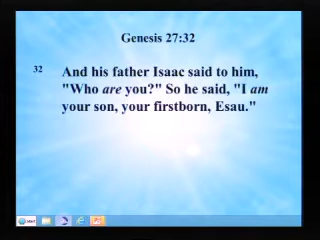 Genesis 27:32
32 And his father Isaac said to him,
"Who are you?" So he said, "I am
your son, your firstborn, Esau."